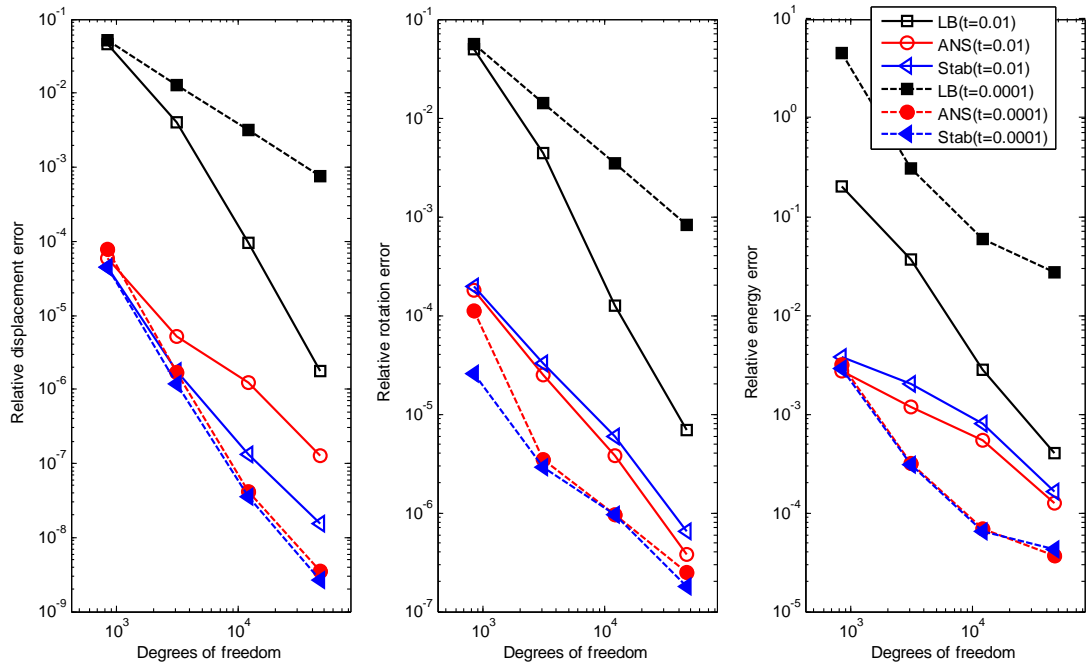 Relative displacement error
10^-1
10^-2
10^-3
10^-4
10^-5
10^-6
10^-7
10^-8
10^-9
10^3
10^4
Degrees of freedom
Relative rotation error
10^-1
10^-2
10^-3
10^-4
10^-5
10^-6
10^-7
10^3
10^4
Degrees of freedom
Relative energy error
10^1
10^0
10^-1
10^-2
10^-3
10^-4
10^-5
10^3
10^4
Degrees of freedom
LB(t=0.01)
ANS(t=0.01)
Stab(t=0.01)
LB(t=0.0001)
ANS(t=0.0001)
Stab(t=0.0001)